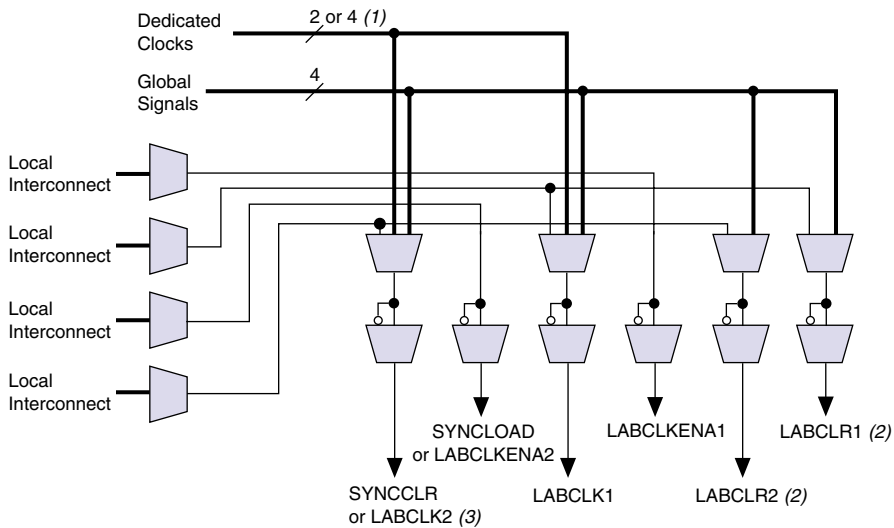 Dedicated
Clocks
2 or 4 (1)
Global
Signals
4
Local
Interconnect
Local
Interconnect
Local
Interconnect
Local
Interconnect
SYNCLOAD
or LABCLKENA2
LABCLKENA1
LABCLR1 (2)
SYNCCLR
or LABCLK2 (3)
LABCLK1
LABCLR2 (2)